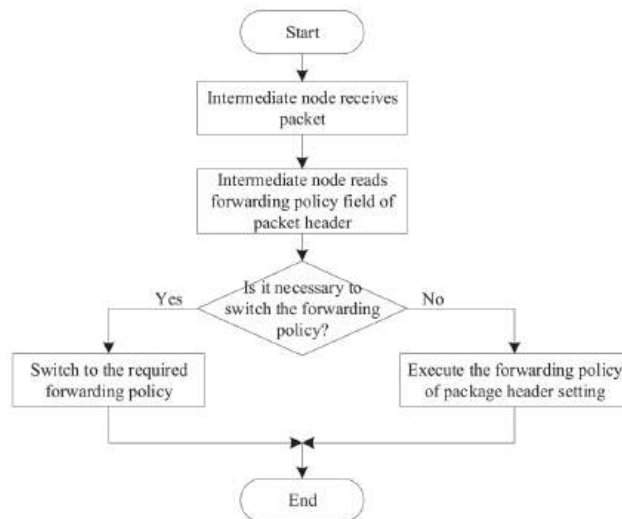 Start
Intermediate node receives
packet
Intermediate node reads
forwarding policy field of
packet header
Is it necessary to
switch the forwarding
policy?
Yes
No
Switch to the required
forwarding policy
Execute the forwarding policy
of package header setting
End